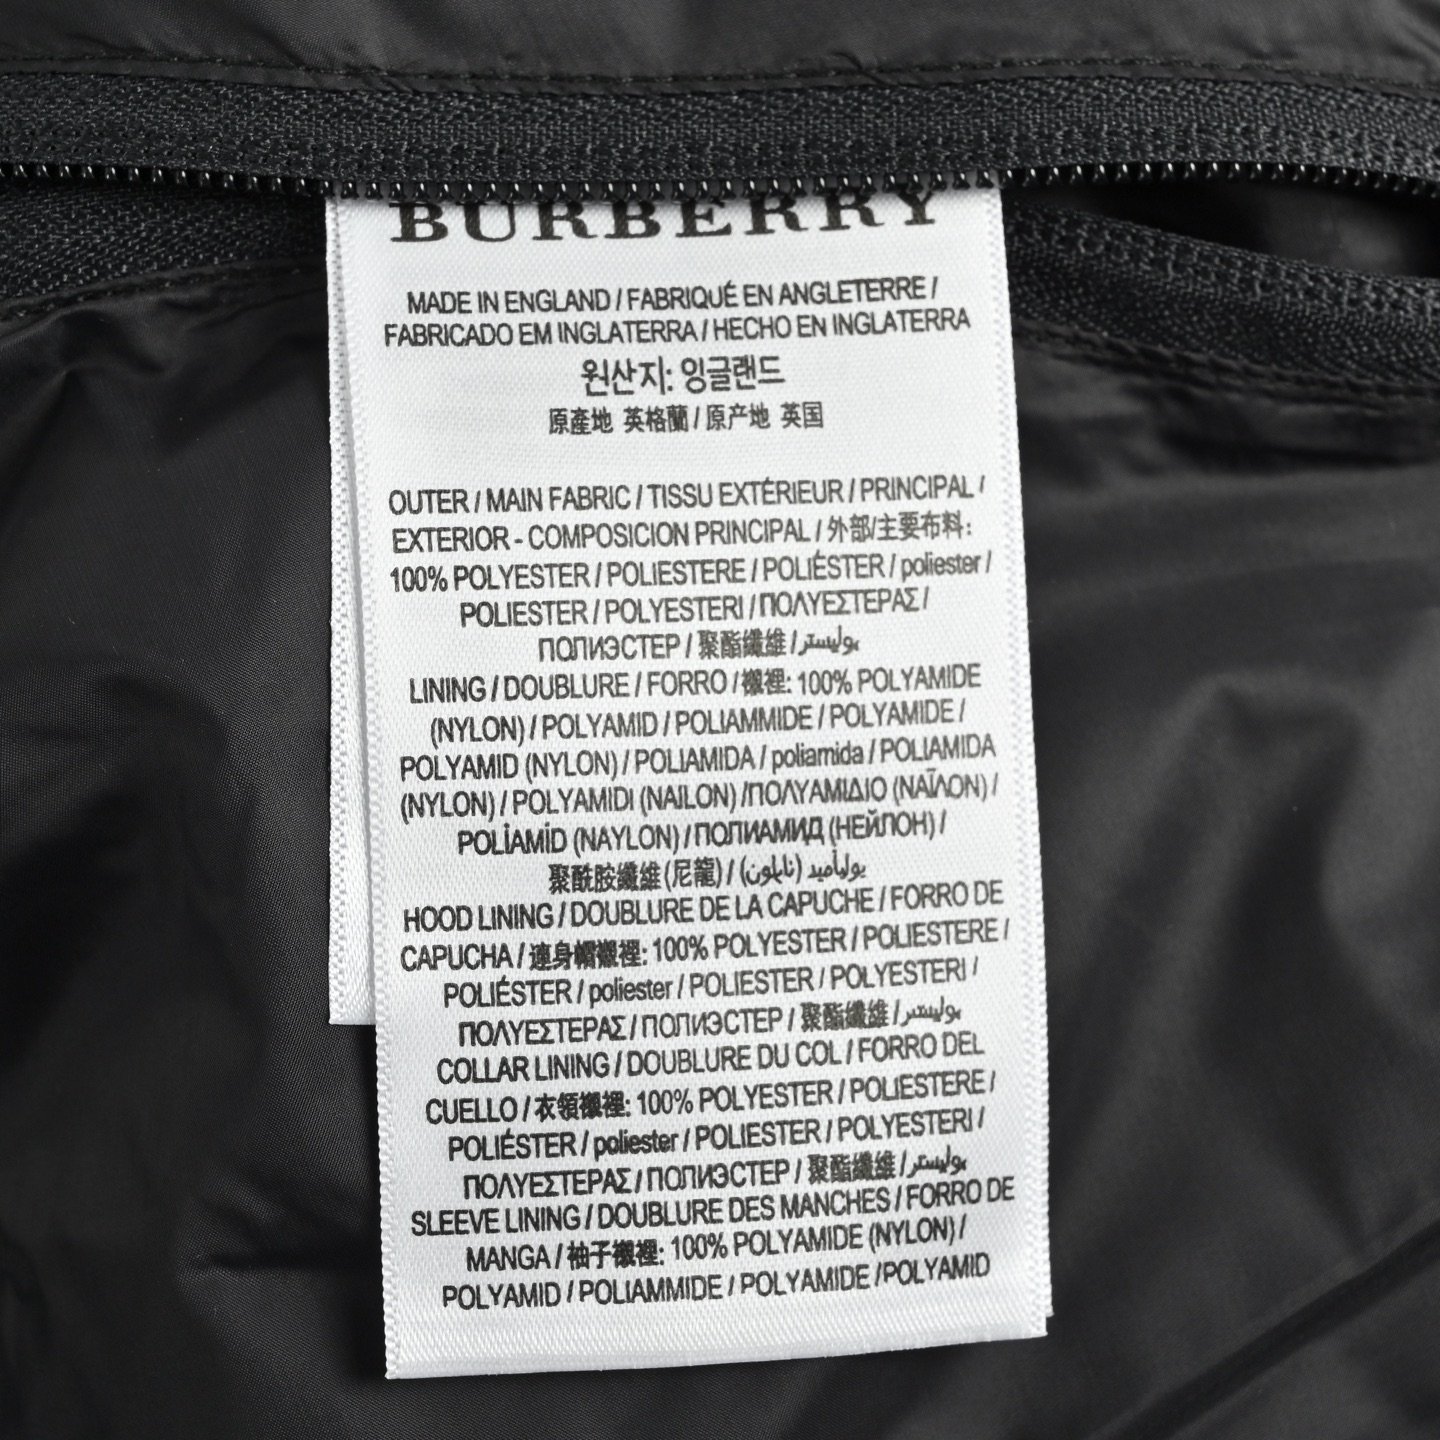 BURBERRY
MADE IN ENGLAND / FABRIQUÉ EN ANGLETERRE /
FABRICADO EM INGLATERRA / HECHO EN INGLATERRA
원산지: 잉글랜드
原產地 英格蘭 / 原产地 英国
OUTER / MAIN FABRIC / TISSU EXTÉRIEUR / PRINCIPAL /
EXTERIOR - COMPOSICION PRINCIPAL / 外部/主要布料:
100% POLYESTER / POLIESTERE / POLIÉSTER / poliester /
POLIESTER / POLYESTERI / ΠΟΛΥΕΣΤΕΡΑΣ /
ПОЛИЭСТЕР / 聚酯纖維 / بوليستر
LINING / DOUBLURE / FORRO / 襯裡: 100% POLYAMIDE
(NYLON) / POLYAMID / POLIAMMIDE / POLYAMIDE /
POLYAMID (NYLON) / POLIAMIDA / poliamida / POLIAMIDA
(NYLON) / POLYAMIDI (NAILON) /ΠΟΛΥΑΜΙΔΙΟ (ΝΑΪΛΟΝ) /
POLİAMİD (NAYLON) / ПОЛИАМИД (НЕЙЛОН) /
聚酰胺纖維 (尼龍) / بوليأميد (نايلون)
HOOD LINING / DOUBLURE DE LA CAPUCHE / FORRO DE
CAPUCHA / 連身帽襯裡: 100% POLYESTER / POLIESTERE /
POLIÉSTER / poliester / POLIESTER / POLYESTERI /
ΠΟΛΥΕΣΤΕΡΑΣ / ПОЛИЭСТЕР / 聚酯纖維 / بوليستر
COLLAR LINING / DOUBLURE DU COL / FORRO DEL
CUELLO / 衣領襯裡: 100% POLYESTER / POLIESTERE /
POLIÉSTER / poliester / POLIESTER / POLYESTERI /
ΠΟΛΥΕΣΤΕΡΑΣ / ПОЛИЭСТЕР / 聚酯纖維 / بوليستر
SLEEVE LINING / DOUBLURE DES MANCHES / FORRO DE
MANGA / 袖子襯裡: 100% POLYAMIDE (NYLON) /
POLYAMID / POLIAMMIDE / POLYAMIDE /POLYAMID